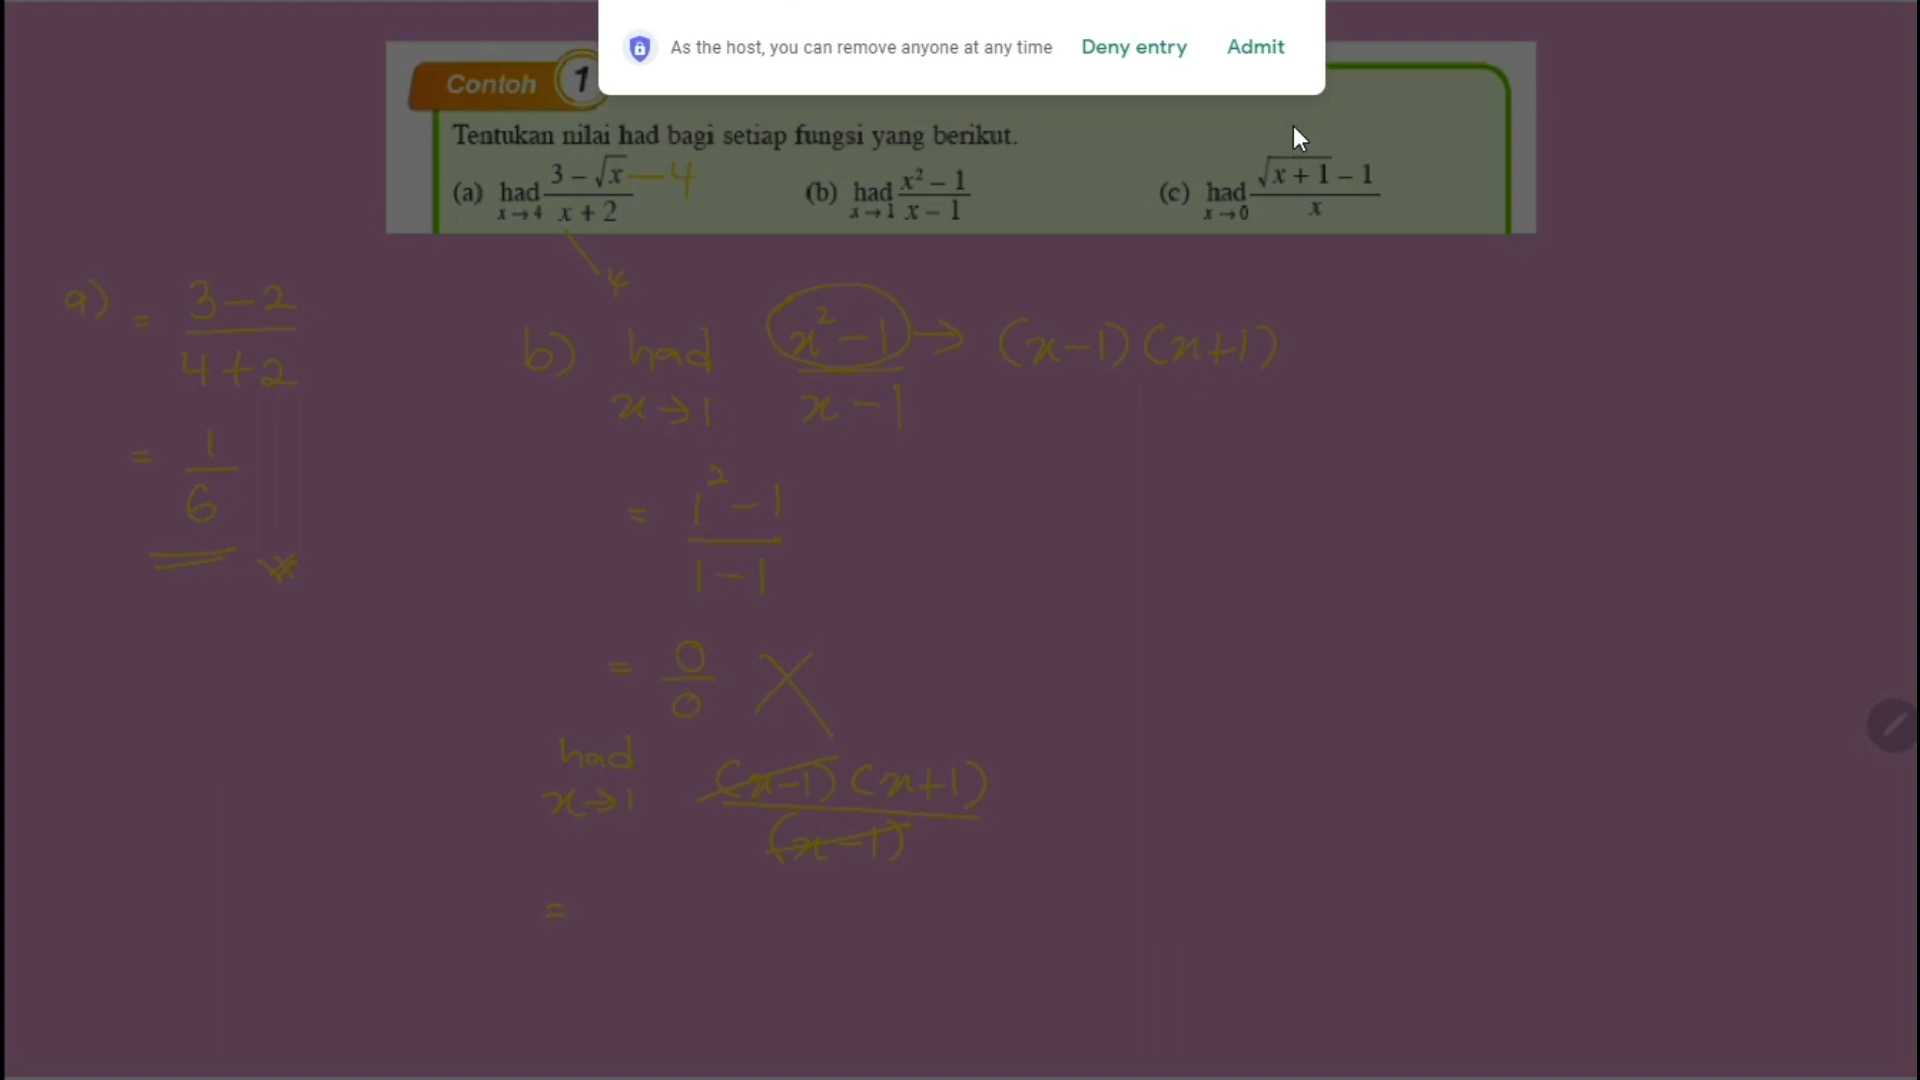 As the host, you can remove anyone at any time Deny entry Admit
Contoh 1
Tentukan nilai had bagi setiap fungsi yang berikut.
(a) had x→4 (3 − √x)/(x + 2) (b) had x→1 (x² − 1)/(x − 1) (c) had x→0 (√(x + 1) − 1)/x
− 4
4
a) = (3 − 2)/(4 + 2)
= 1/6
b) had x→1 (x² − 1)/(x − 1) → (x−1)(x+1)
= (1² − 1)/(1 − 1)
= 0/0 X
had x→1 (x−1)(x+1)/(x−1)
=